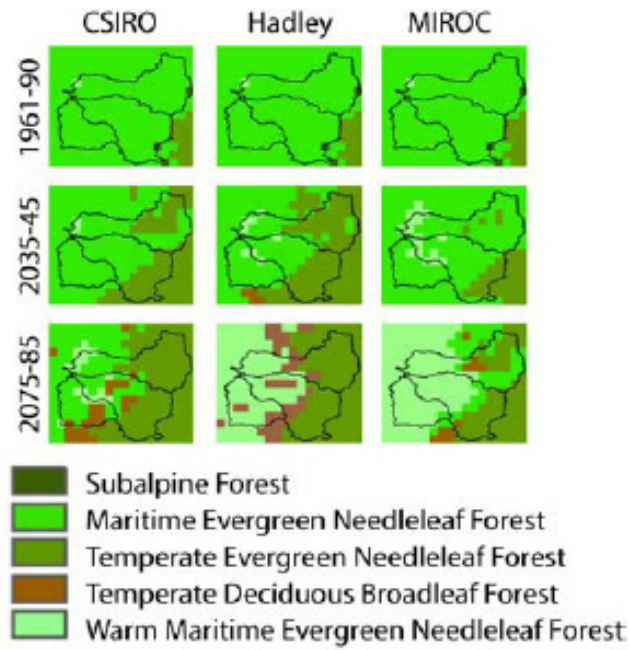 CSIRO Hadley MIROC
1961-90
2035-45
2075-85
Subalpine Forest
Maritime Evergreen Needleleaf Forest
Temperate Evergreen Needleleaf Forest
Temperate Deciduous Broadleaf Forest
Warm Maritime Evergreen Needleleaf Forest